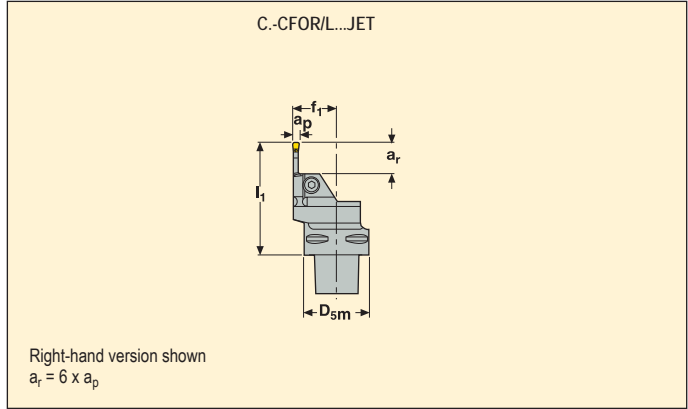 C.-CFOR/L...JET
f₁
aₚ
aᵣ
l₁
D₅ₘ
Right-hand version shown
aᵣ = 6 x aₚ